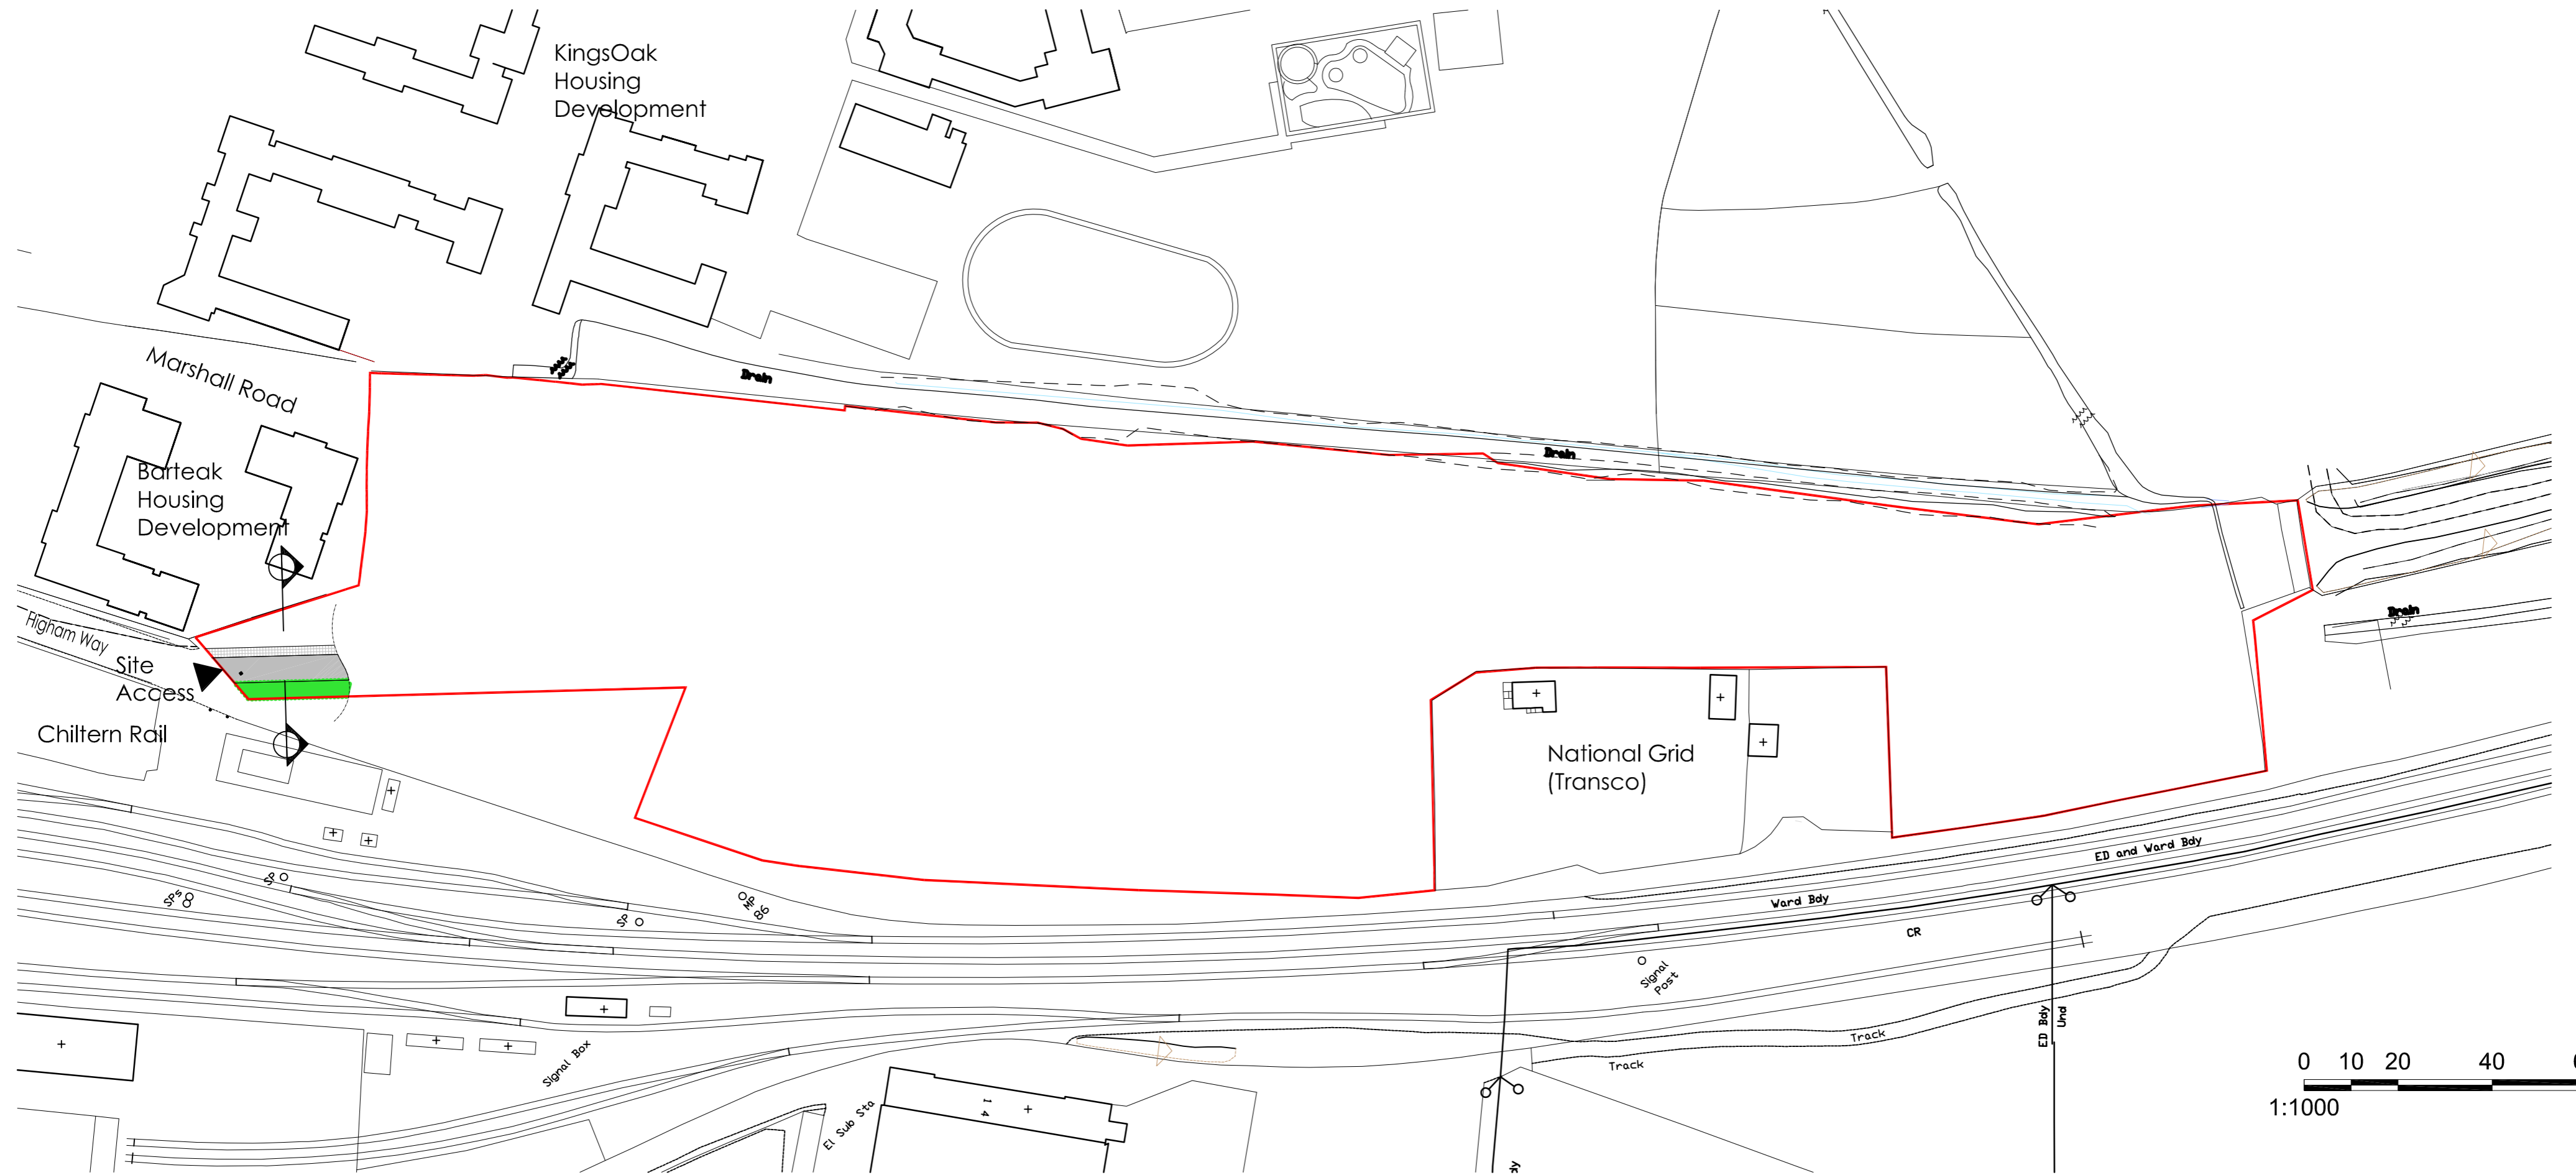 KingsOak
Housing
Development
Marshall Road
Drain
Barteak
Housing
Development
Drain
Higham Way
Site
Access
Drain
Chiltern Rail
National Grid
(Transco)
ED and Ward Bdy
SP
SPs
SP
MP
86
Ward Bdy
CR
Signal
Post
ED Bdy
Und
Track
Track
Signal Box
El Sub Sta
1
4
0 10 20 40
1:1000